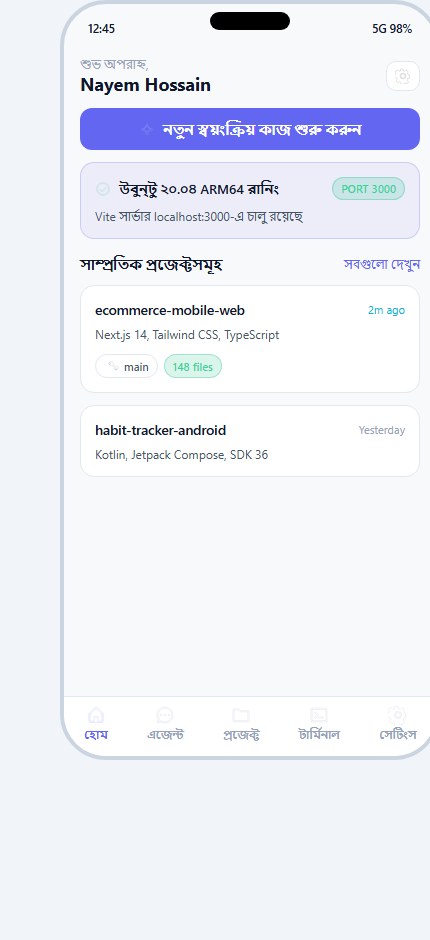 12:45
5G 98%
শুভ অপরাহ্ন,
Nayem Hossain
নতুন স্বয়ংক্রিয় কাজ শুরু করুন
উবুন্টু ২০.০৪ ARM64 রানিং
PORT 3000
Vite সার্ভার localhost:3000-এ চালু রয়েছে
সাম্প্রতিক প্রজেক্টসমূহ
সবগুলো দেখুন
ecommerce-mobile-web
2m ago
Next.js 14, Tailwind CSS, TypeScript
main
148 files
habit-tracker-android
Yesterday
Kotlin, Jetpack Compose, SDK 36
হোম
এজেন্ট
প্রজেক্ট
টার্মিনাল
সেটিংস